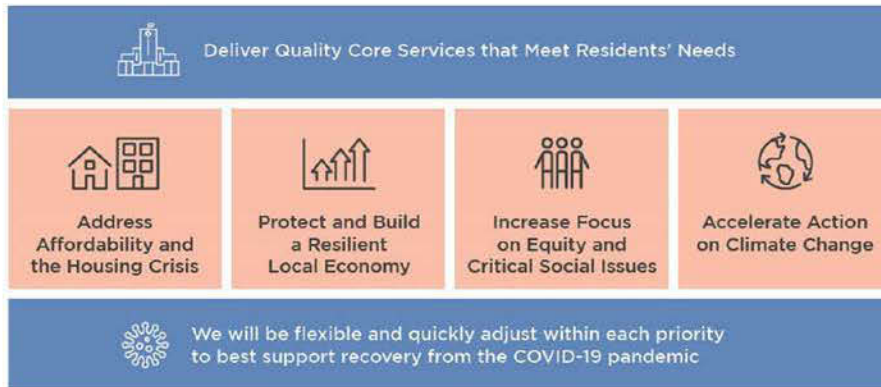 Deliver Quality Core Services that Meet Residents' Needs
Address
Affordability and
the Housing Crisis
Protect and Build
a Resilient
Local Economy
Increase Focus
on Equity and
Critical Social Issues
Accelerate Action
on Climate Change
We will be flexible and quickly adjust within each priority
to best support recovery from the COVID-19 pandemic